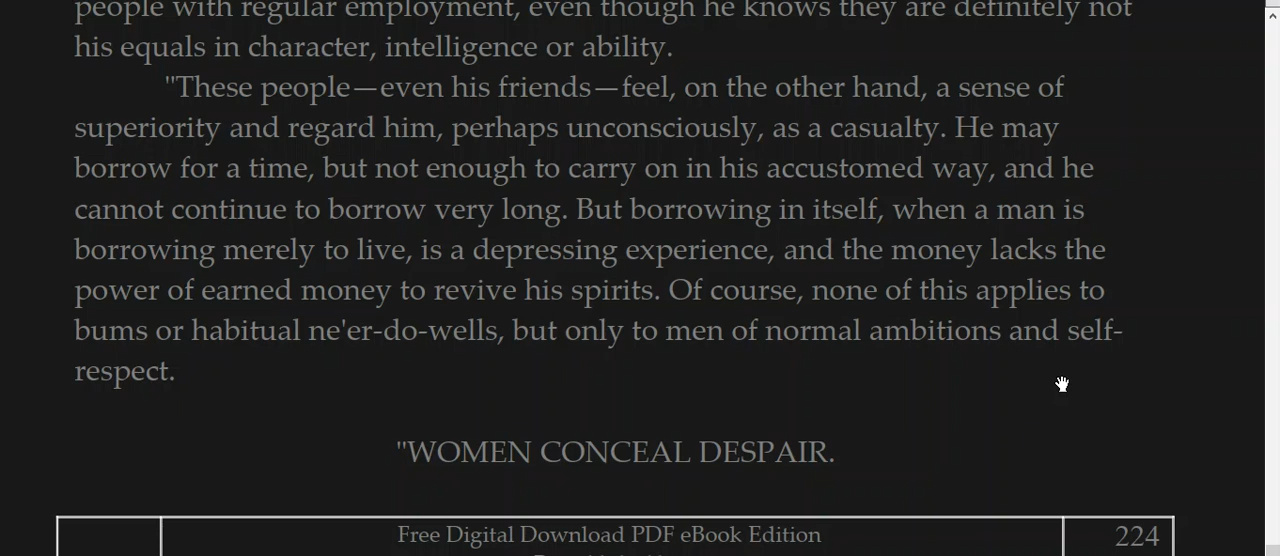 people with regular employment, even though he knows they are definitely not
his equals in character, intelligence or ability.
"These people—even his friends—feel, on the other hand, a sense of
superiority and regard him, perhaps unconsciously, as a casualty. He may
borrow for a time, but not enough to carry on in his accustomed way, and he
cannot continue to borrow very long. But borrowing in itself, when a man is
borrowing merely to live, is a depressing experience, and the money lacks the
power of earned money to revive his spirits. Of course, none of this applies to
bums or habitual ne'er-do-wells, but only to men of normal ambitions and self-
respect.
"WOMEN CONCEAL DESPAIR.
Free Digital Download PDF eBook Edition
224